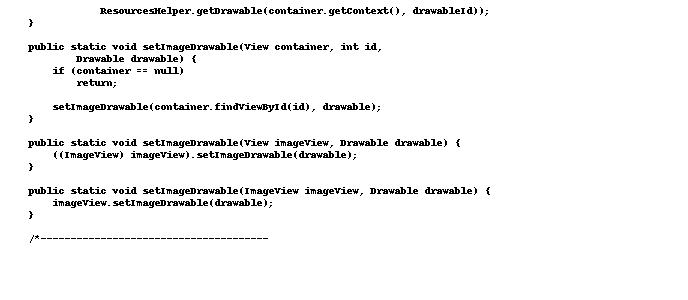 ResourcesHelper.getDrawable(container.getContext(), drawableId));
}
public static void setImageDrawable(View container, int id,
Drawable drawable) {
if (container == null)
return;
setImageDrawable(container.findViewById(id), drawable);
}
public static void setImageDrawable(View imageView, Drawable drawable) {
((ImageView) imageView).setImageDrawable(drawable);
}
public static void setImageDrawable(ImageView imageView, Drawable drawable) {
imageView.setImageDrawable(drawable);
}
/*--------------------------------------